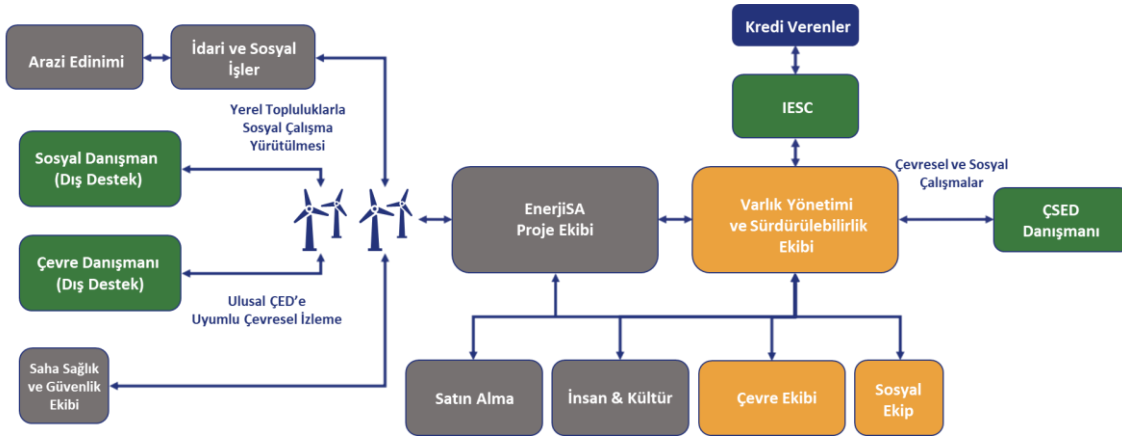 Kredi Verenler
Arazi Edinimi
İdari ve Sosyal
İşler
IESC
Yerel Topluluklarla
Sosyal Çalışma
Yürütülmesi
Sosyal Danışman
(Dış Destek)
EnerjiSA
Proje Ekibi
Varlık Yönetimi
ve Sürdürülebilirlik
Ekibi
Çevresel ve Sosyal
Çalışmalar
ÇSED
Danışmanı
Çevre Danışmanı
(Dış Destek)
Ulusal ÇED’e
Uyumlu Çevresel İzleme
Saha Sağlık
ve Güvenlik
Ekibi
Satın Alma
İnsan & Kültür
Çevre Ekibi
Sosyal
Ekip